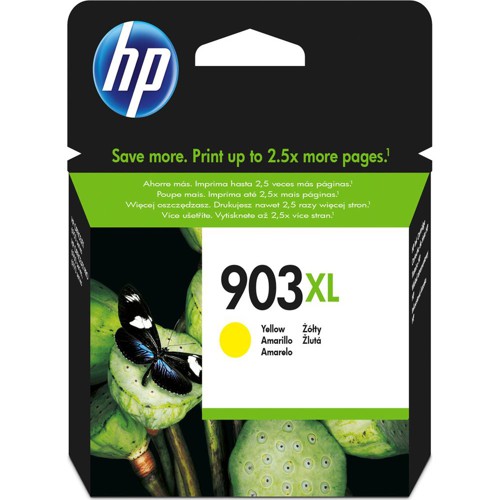 hp
Save more. Print up to 2.5x more pages.¹
Ahorre más. Imprima hasta 2,5 veces más páginas.¹
Poupe mais. Imprima até 2,5x mais páginas.¹
Więcej oszczędzasz. Drukujesz nawet 2,5 razy więcej stron.¹
Více ušetříte. Vytisknete až 2,5x více stran.¹
903XL
Yellow Żółty
Amarillo Žlutá
Amarelo